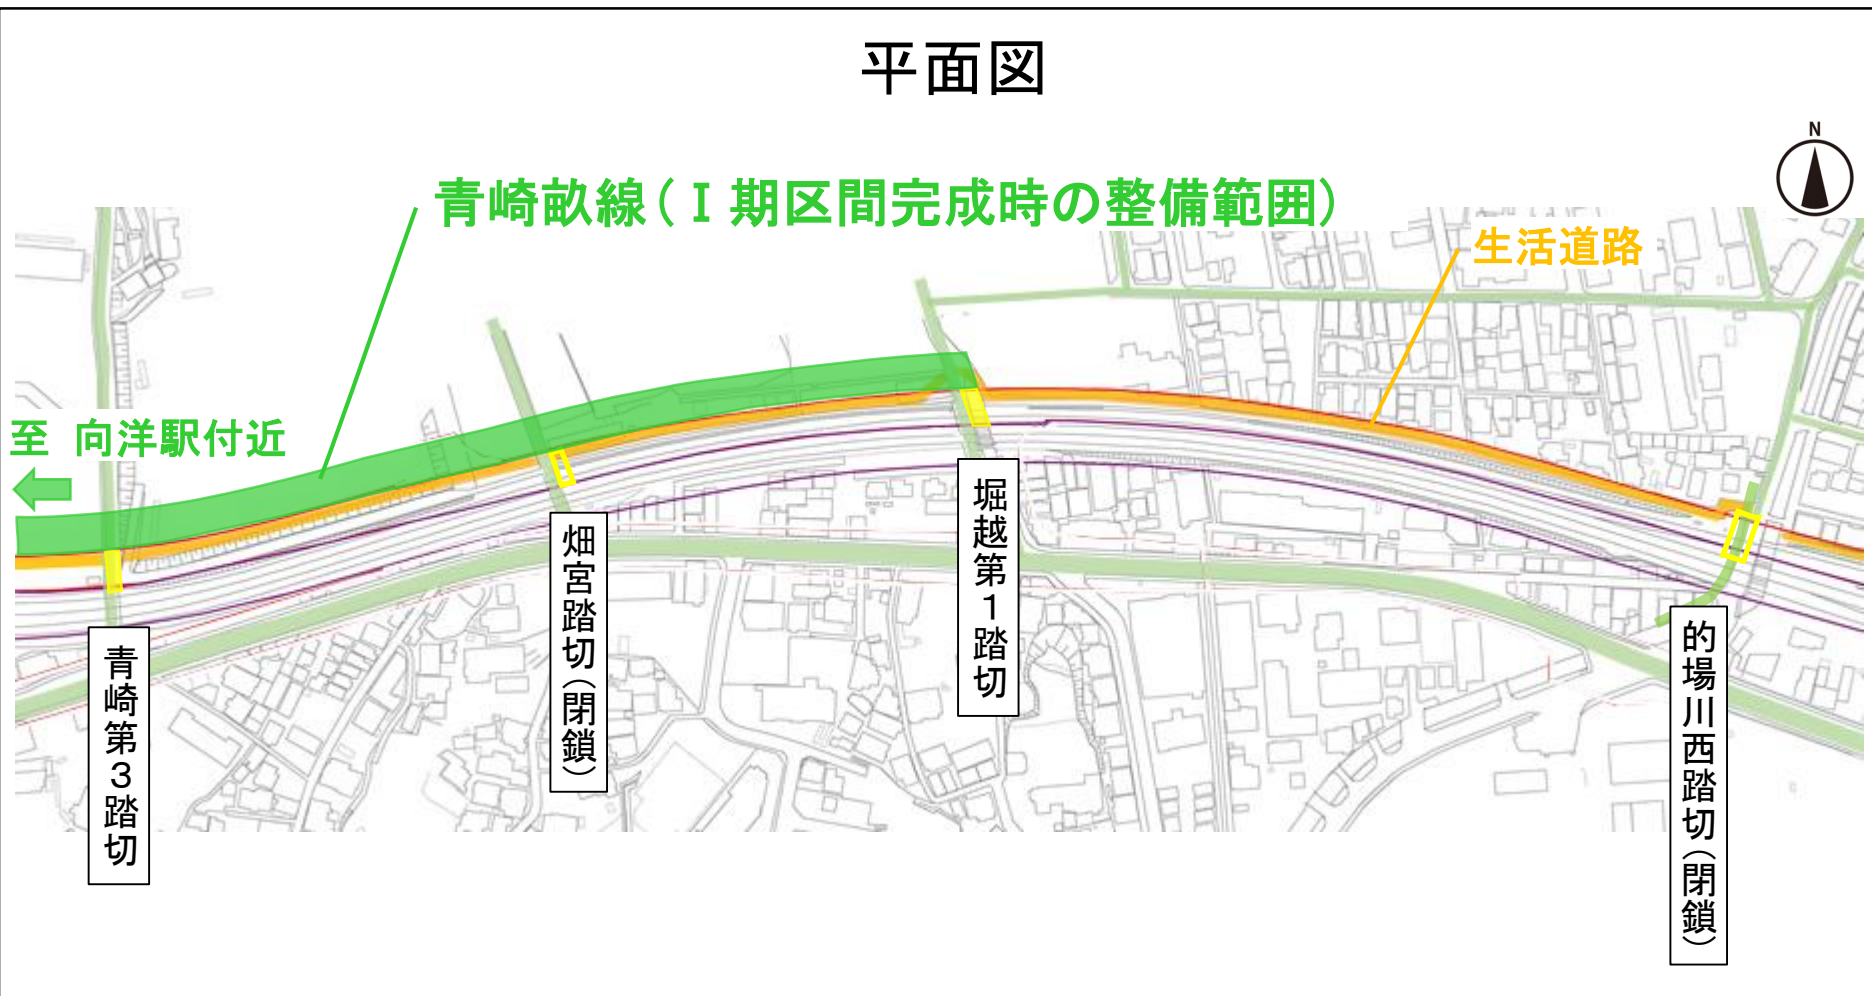 平面図
N
青崎畝線(Ⅰ期区間完成時の整備範囲)
生活道路
至 向洋駅付近
青崎第3踏切
畑宮踏切(閉鎖)
堀越第1踏切
的場川西踏切(閉鎖)